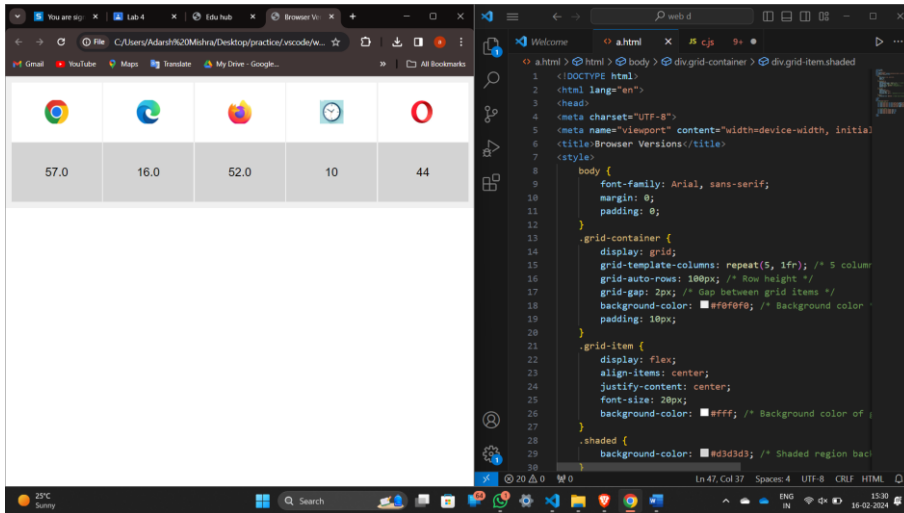 You are sig
Lab 4
Edu hub
Browser Ve
File C:/Users/Adarsh%20Mishra/Desktop/practice/.vscode/w...
Gmail YouTube Maps Translate My Drive - Google... » All Bookmarks
57.0 16.0 52.0 10 44
web d
Welcome a.html JS c.js 9+
a.html > html > body > div.grid-container > div.grid-item.shaded
1 <!DOCTYPE html>
2 <html lang="en">
3 <head>
4 <meta charset="UTF-8">
5 <meta name="viewport" content="width=device-width, initial
6 <title>Browser Versions</title>
7 <style>
8 body {
9 font-family: Arial, sans-serif;
10 margin: 0;
11 padding: 0;
12 }
13 .grid-container {
14 display: grid;
15 grid-template-columns: repeat(5, 1fr); /* 5 column
16 grid-auto-rows: 100px; /* Row height */
17 grid-gap: 2px; /* Gap between grid items */
18 background-color: #f0f0f0; /* Background color *
19 padding: 10px;
20 }
21 .grid-item {
22 display: flex;
23 align-items: center;
24 justify-content: center;
25 font-size: 20px;
26 background-color: #fff; /* Background color of g
27 }
28 .shaded {
29 background-color: #d3d3d3; /* Shaded region bac
30 }
20 0 0 Ln 47, Col 37 Spaces: 4 UTF-8 CRLF HTML
25°C
Sunny
Search
ENG
IN
15:30
16-02-2024